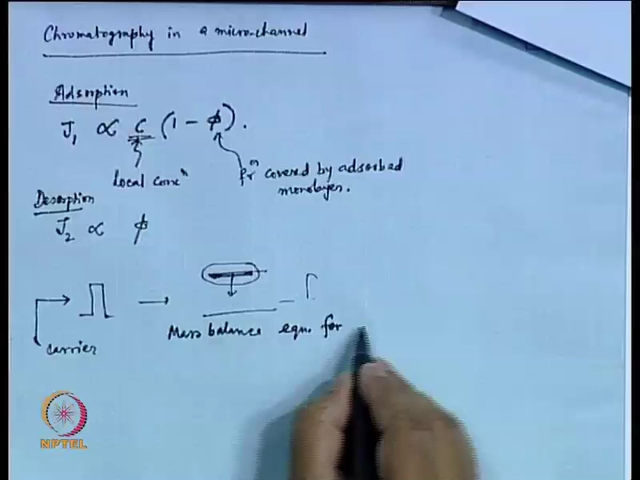 Chromatography in a micro-channel
Adsorption
J₁ ∝ C (1 - ϕ).
Local concⁿ
frⁿ covered by adsorbed
monolayer.
Desorption
J₂ ∝ ϕ
Mass balance eqn. for
carrier
NPTEL